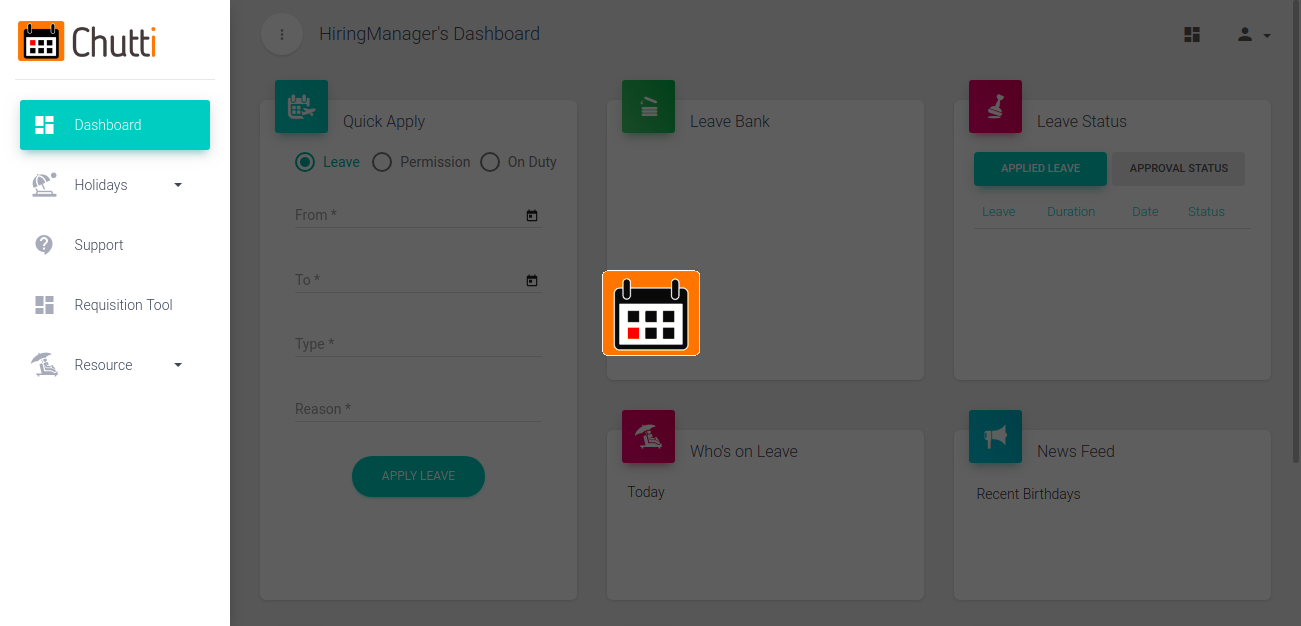 Chutti
Dashboard
Holidays
Support
Requisition Tool
Resource
HiringManager's Dashboard
Quick Apply
Leave Permission On Duty
From *
To *
Type *
Reason *
APPLY LEAVE
Leave Bank
Leave Status
APPLIED LEAVE APPROVAL STATUS
Leave Duration Date Status
Who's on Leave
Today
News Feed
Recent Birthdays